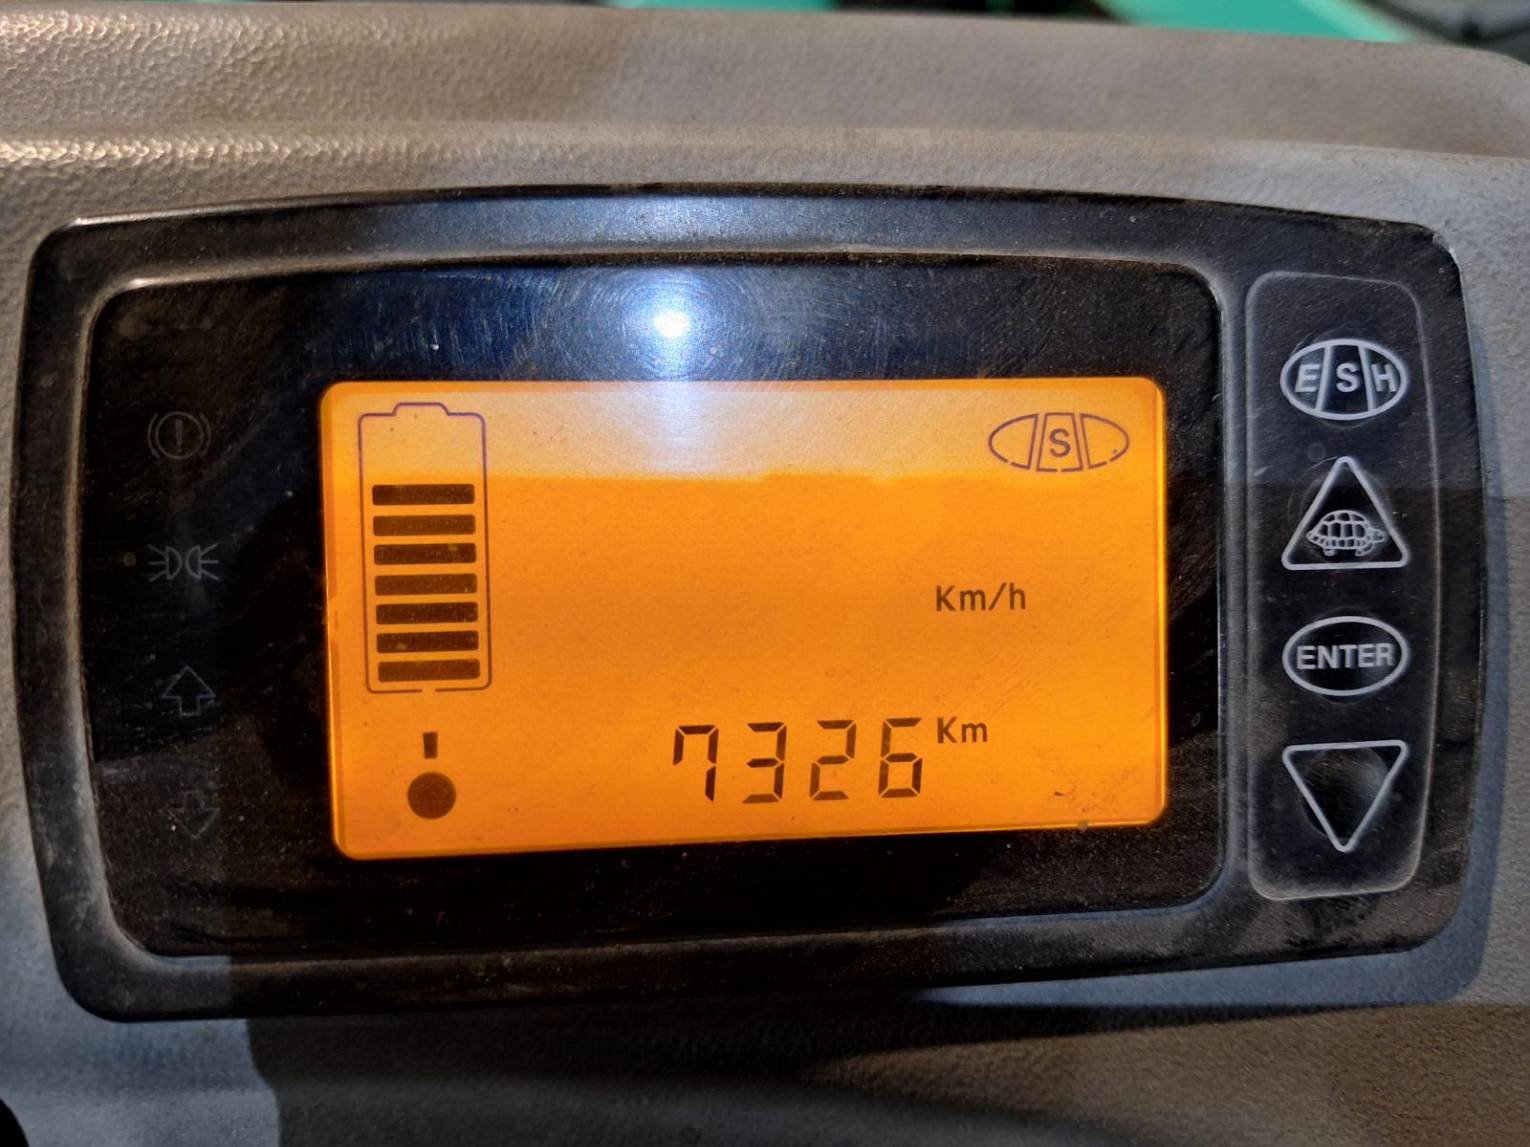 S
Km/h
7326 Km
E S H
ENTER